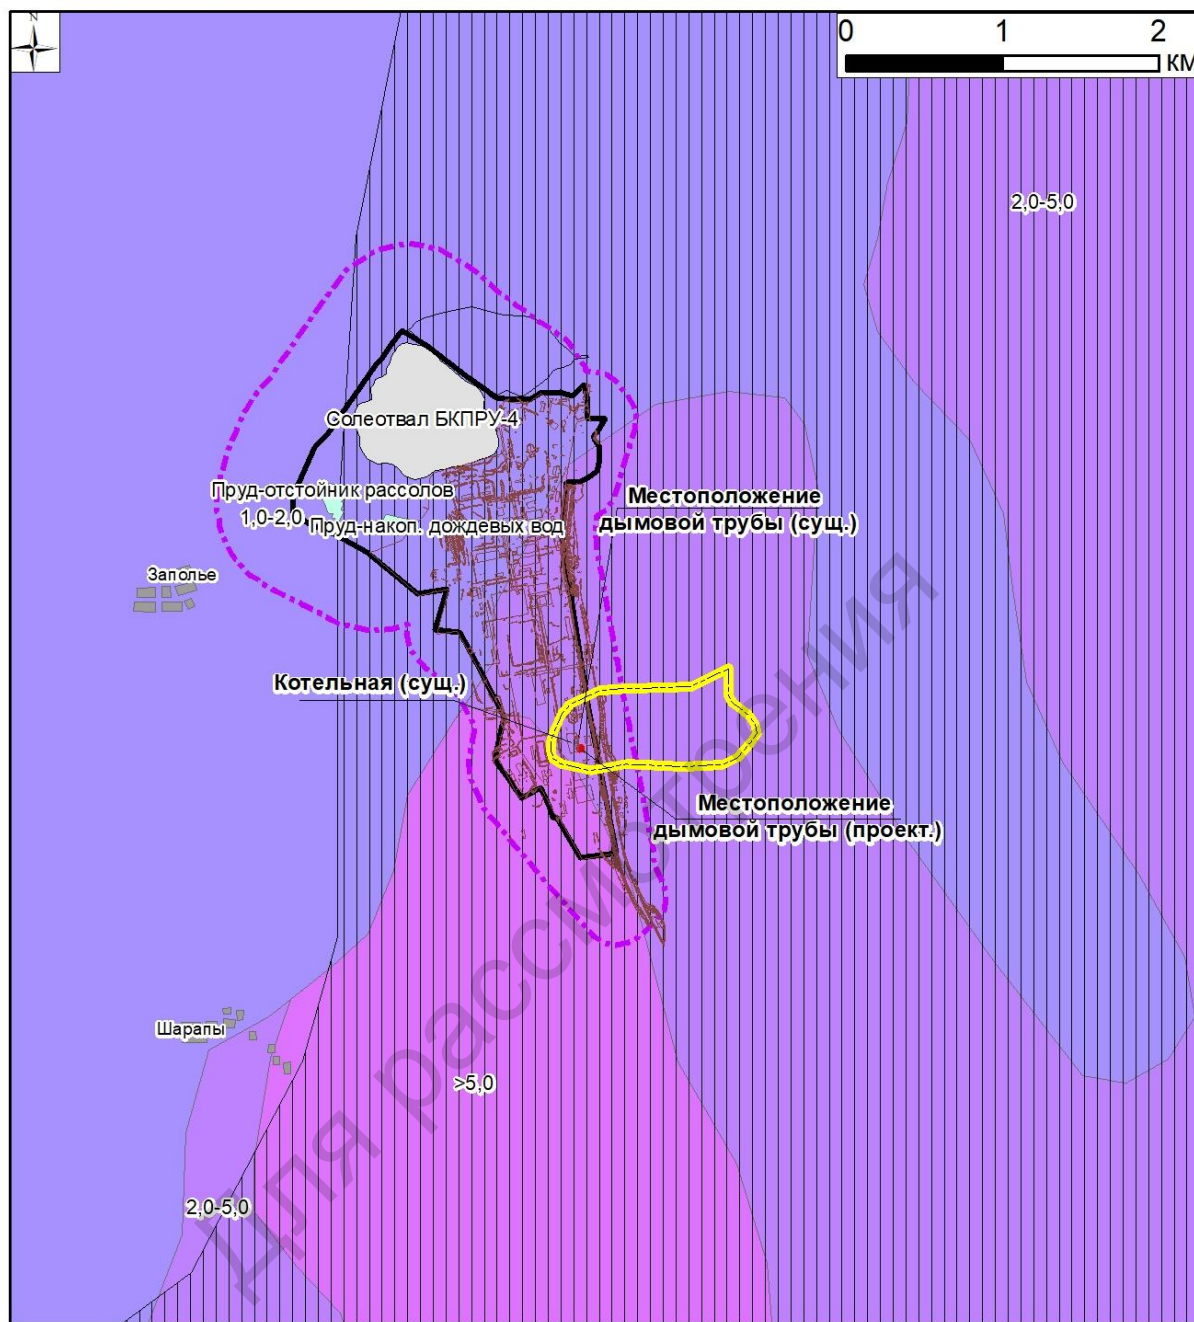 N
0 1 2
КМ
2,0-5,0
Солеотвал БКПРУ-4
Пруд-отстойник рассолов
1,0-2,0
Пруд-накоп. дождевых вод
Местоположение
дымовой трубы (сущ.)
Заполье
Котельная (сущ.)
Местоположение
дымовой трубы (проект.)
Шарапы
>5,0
2,0-5,0
Для рассмотрения